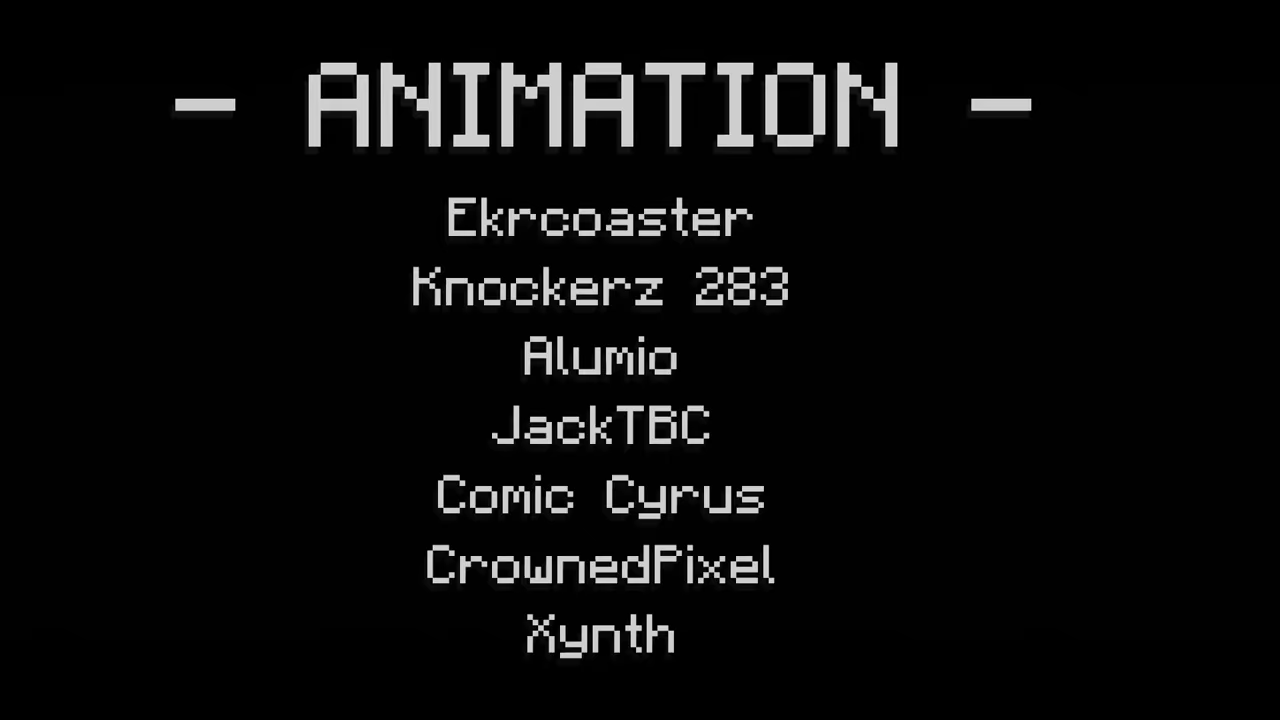 - ANIMATION -
Ekrcoaster
Knockerz 283
Alumio
JackTBC
Comic Cyrus
CrownedPixel
Xynth